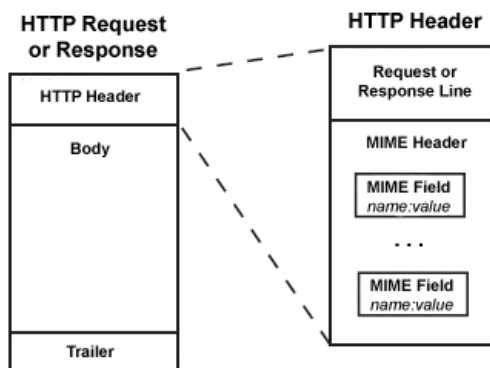 HTTP Request
or Response
HTTP Header
Body
Trailer
HTTP Header
Request or
Response Line
MIME Header
MIME Field
name:value
. . .
MIME Field
name:value